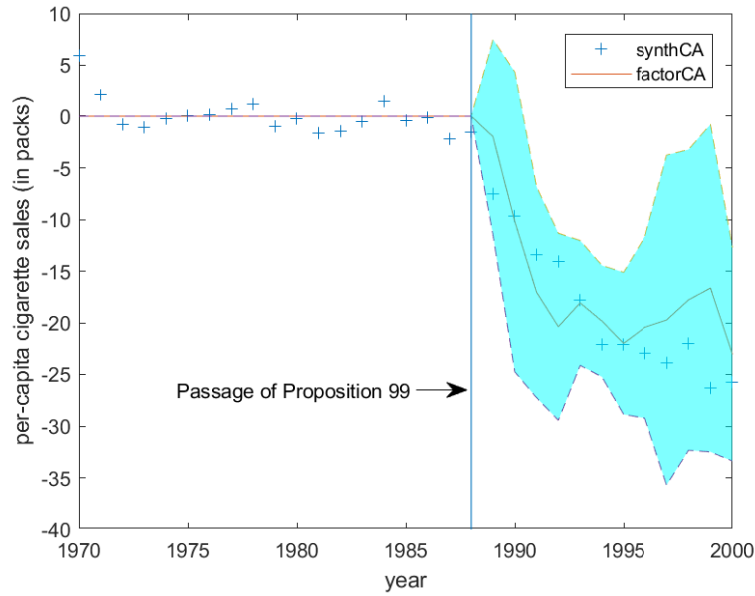 10
5
0
-5
-10
-15
-20
-25
-30
-35
-40
per-capita cigarette sales (in packs)
synthCA
factorCA
Passage of Proposition 99
1970 1975 1980 1985 1990 1995 2000
year